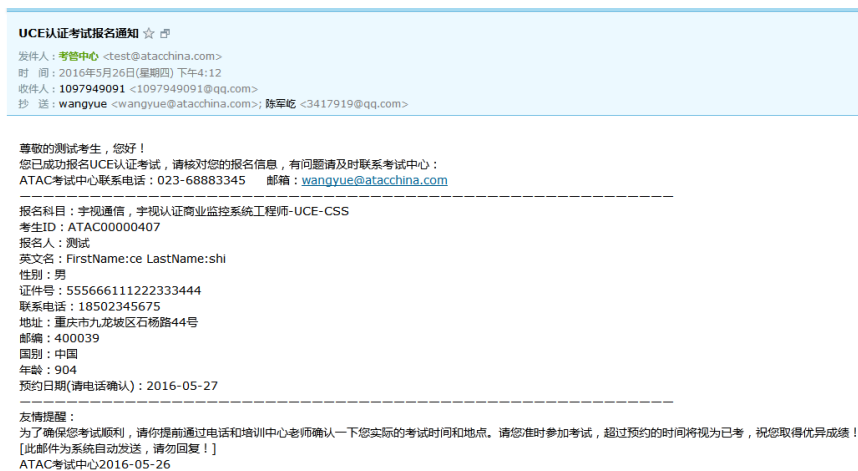 UCE认证考试报名通知
发件人：考管中心 <test@atacchina.com>
时 间：2016年5月26日(星期四) 下午4:12
收件人：1097949091 <1097949091@qq.com>
抄 送：wangyue <wangyue@atacchina.com>; 陈军屹 <3417919@qq.com>
尊敬的测试考生，您好！
您已成功报名UCE认证考试，请核对您的报名信息，有问题请及时联系考试中心：
ATAC考试中心联系电话：023-68883345 邮箱：wangyue@atacchina.com
————————————————————————————————————————————————————
报名科目：宇视通信，宇视认证商业监控系统工程师-UCE-CSS
考生ID：ATAC00000407
报名人：测试
英文名：FirstName:ce LastName:shi
性别：男
证件号：555666111222333444
联系电话：18502345675
地址：重庆市九龙坡区石杨路44号
邮编：400039
国别：中国
年龄：904
预约日期(请电话确认)：2016-05-27
————————————————————————————————————————————————————
友情提醒：
为了确保您考试顺利，请你提前通过电话和培训中心老师确认一下您实际的考试时间和地点。请您准时参加考试，超过预约的时间将视为已考，祝您取得优异成绩！
[此邮件为系统自动发送，请勿回复！]
ATAC考试中心2016-05-26